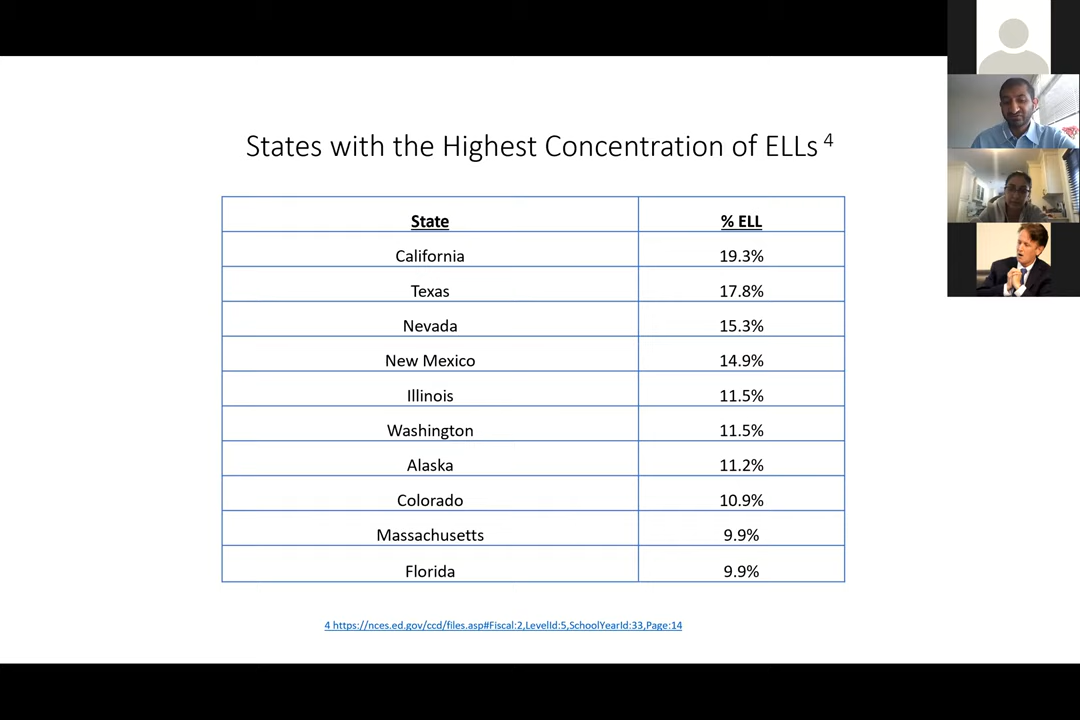 States with the Highest Concentration of ELLs 4
State % ELL
California 19.3%
Texas 17.8%
Nevada 15.3%
New Mexico 14.9%
Illinois 11.5%
Washington 11.5%
Alaska 11.2%
Colorado 10.9%
Massachusetts 9.9%
Florida 9.9%
4 https://nces.ed.gov/ccd/files.asp#Fiscal:2,LevelId:5,SchoolYearId:33,Page:14